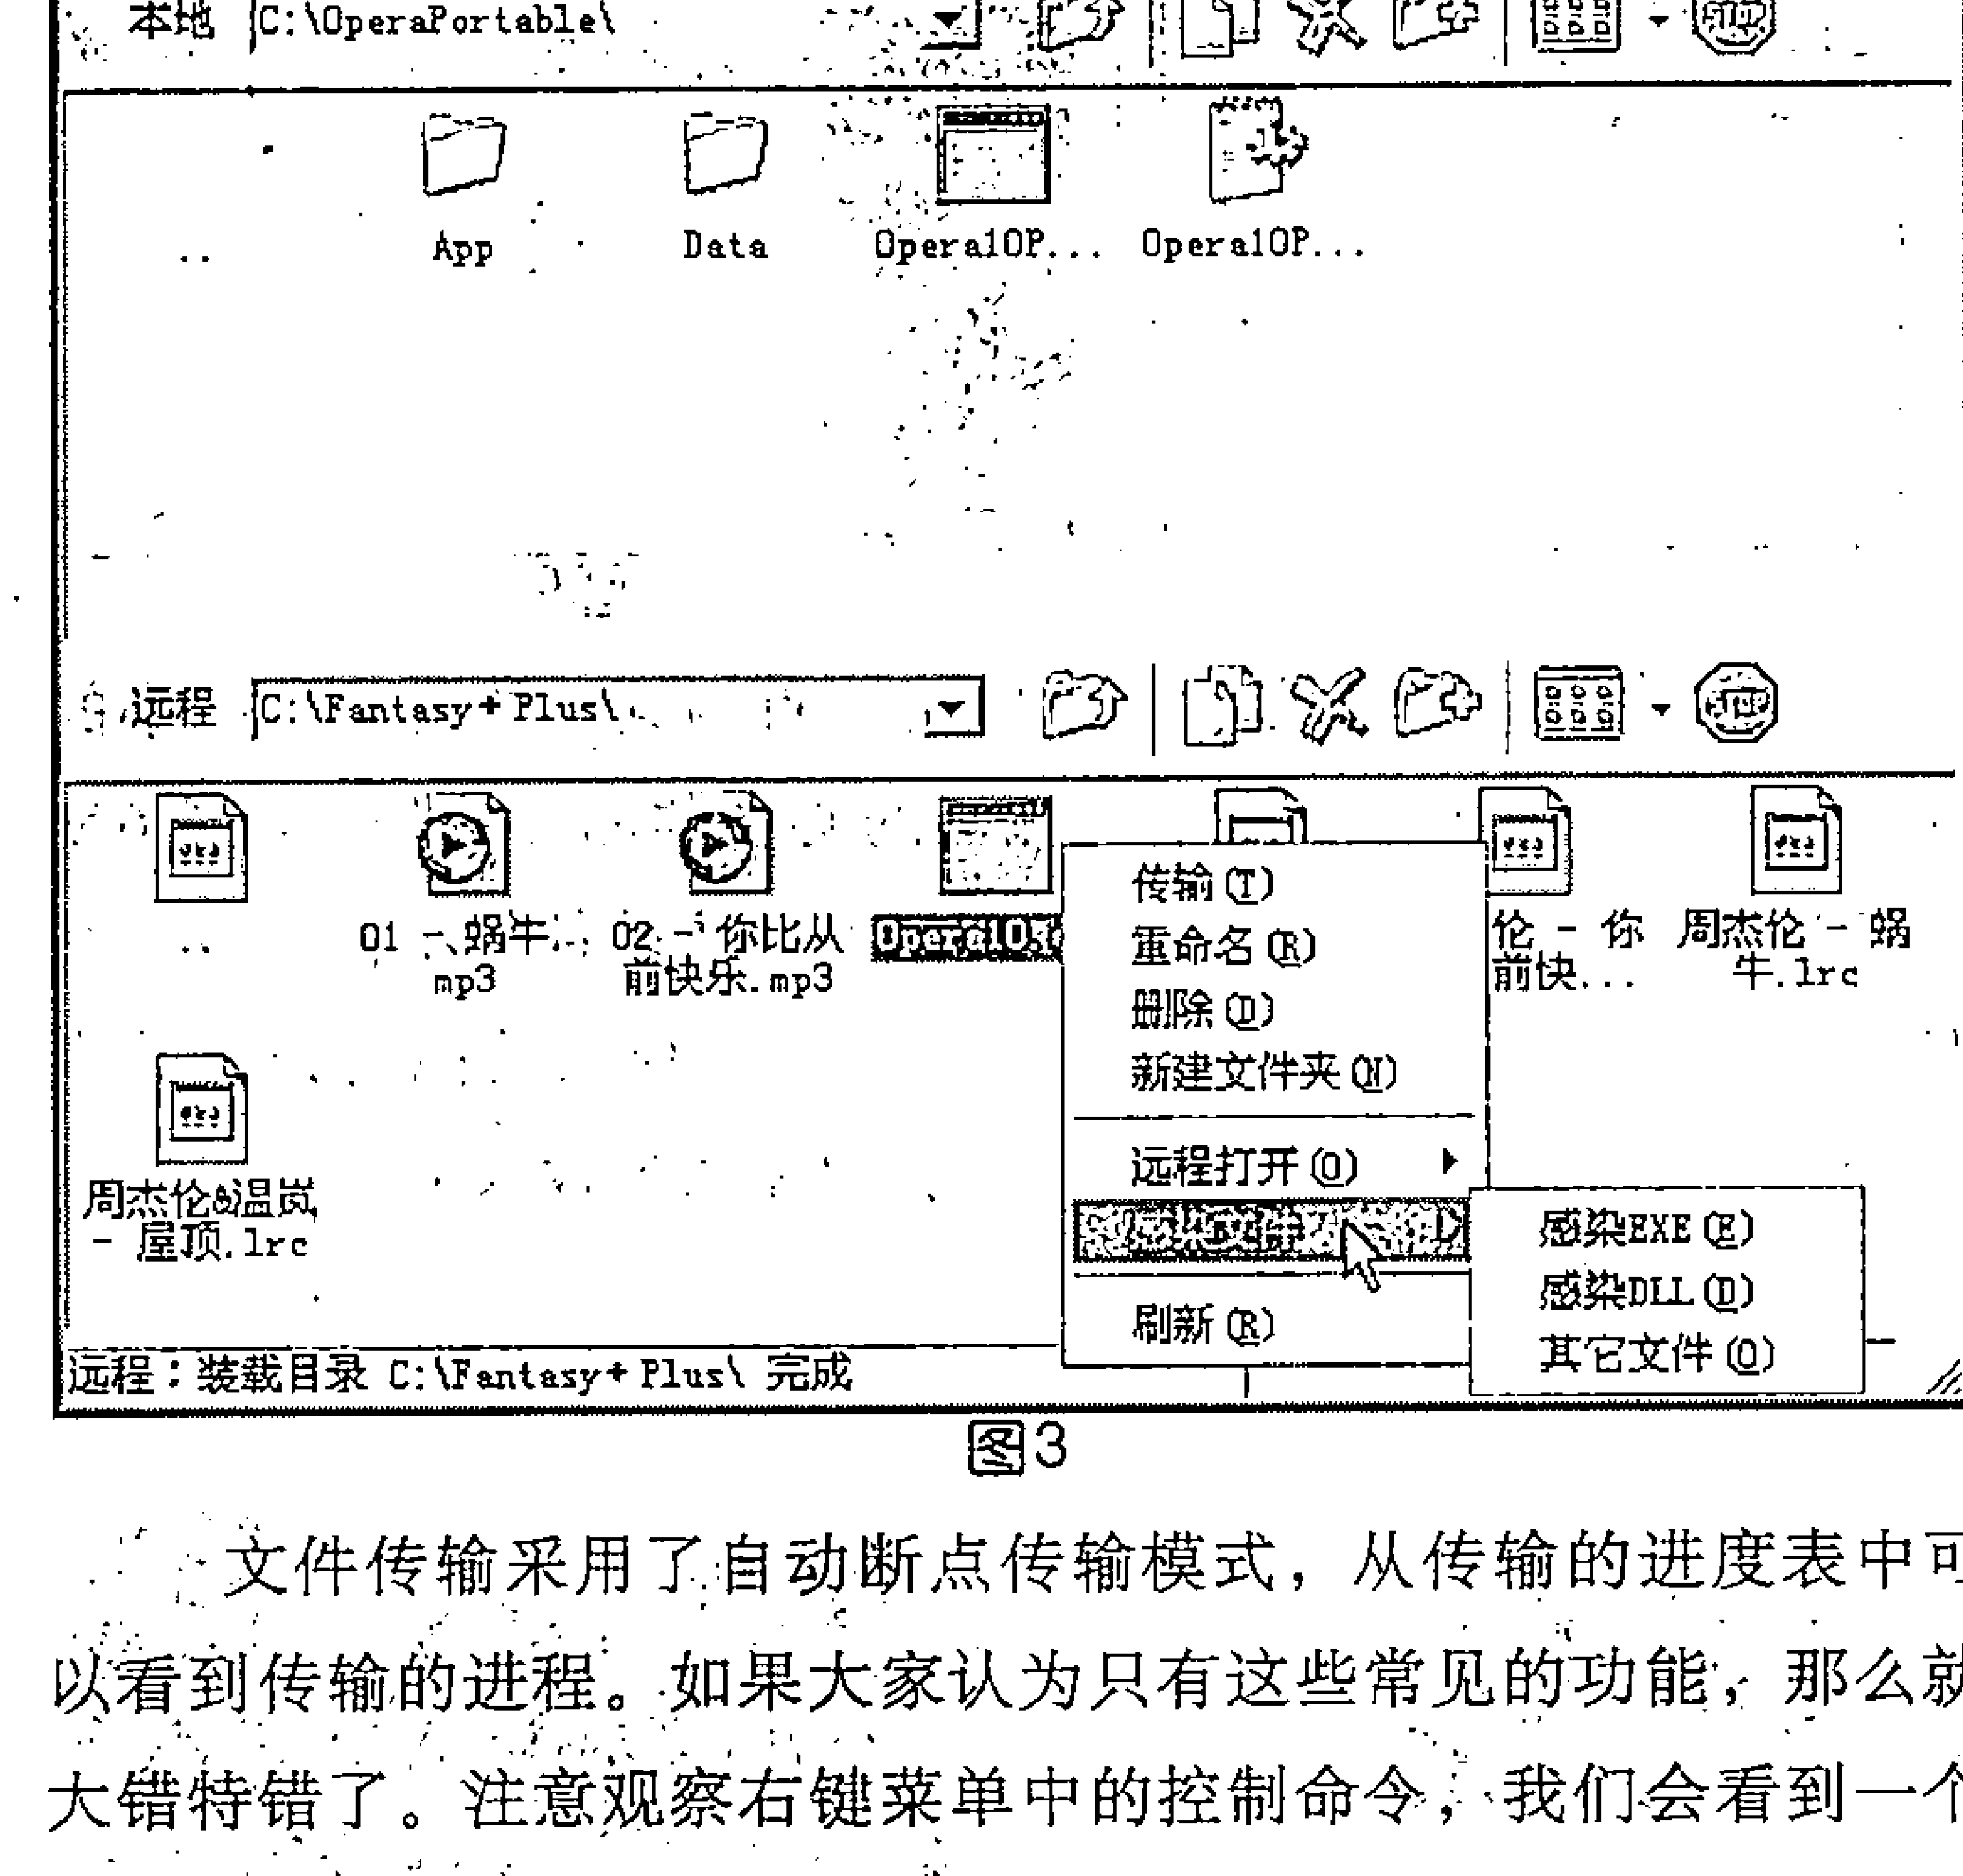 本地 C:\OperaPortable\
.. App Data Opera10P... Opera10P...
远程 C:\Fantasy+Plus\
.. 01 - 蜗牛. 02 - 你比从 伦 - 你 周杰伦 - 蜗
mp3 前快乐.mp3 前快... 牛.lrc
传输(T)
重命名(R)
删除(D)
新建文件夹(N)
远程打开(O)
感染文件
感染EXE(E)
感染DLL(D)
其它文件(O)
刷新(R)
周杰伦&温岚
- 屋顶.lrc
远程：装载目录 C:\Fantasy+Plus\ 完成
图3
文件传输采用了自动断点传输模式，从传输的进度表中可
以看到传输的进程。如果大家认为只有这些常见的功能，那么就
大错特错了。注意观察右键菜单中的控制命令，我们会看到一个